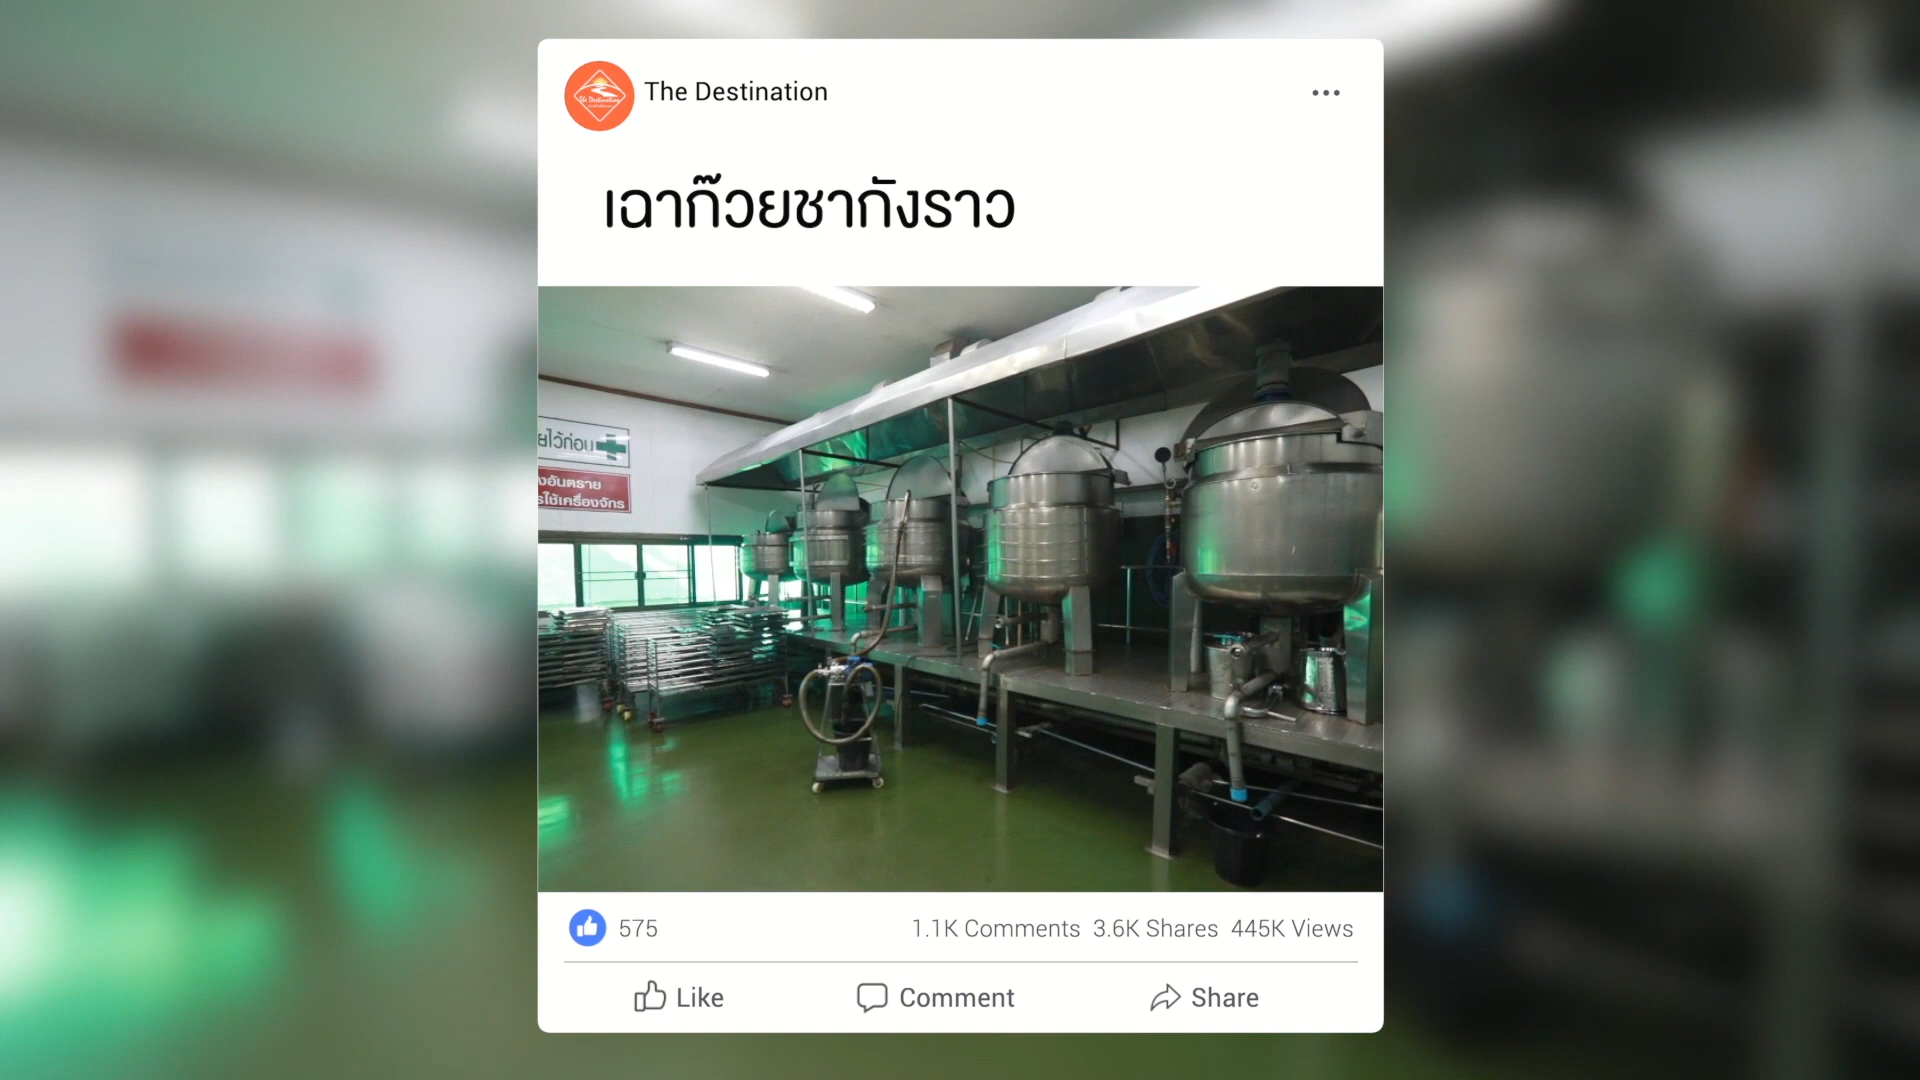 The Destination
The Destination
เฉาก๊วยชากังราว
ยไว้ก่อน
งอันตราย
รใช้เครื่องจักร
575
1.1K Comments 3.6K Shares 445K Views
Like
Comment
Share